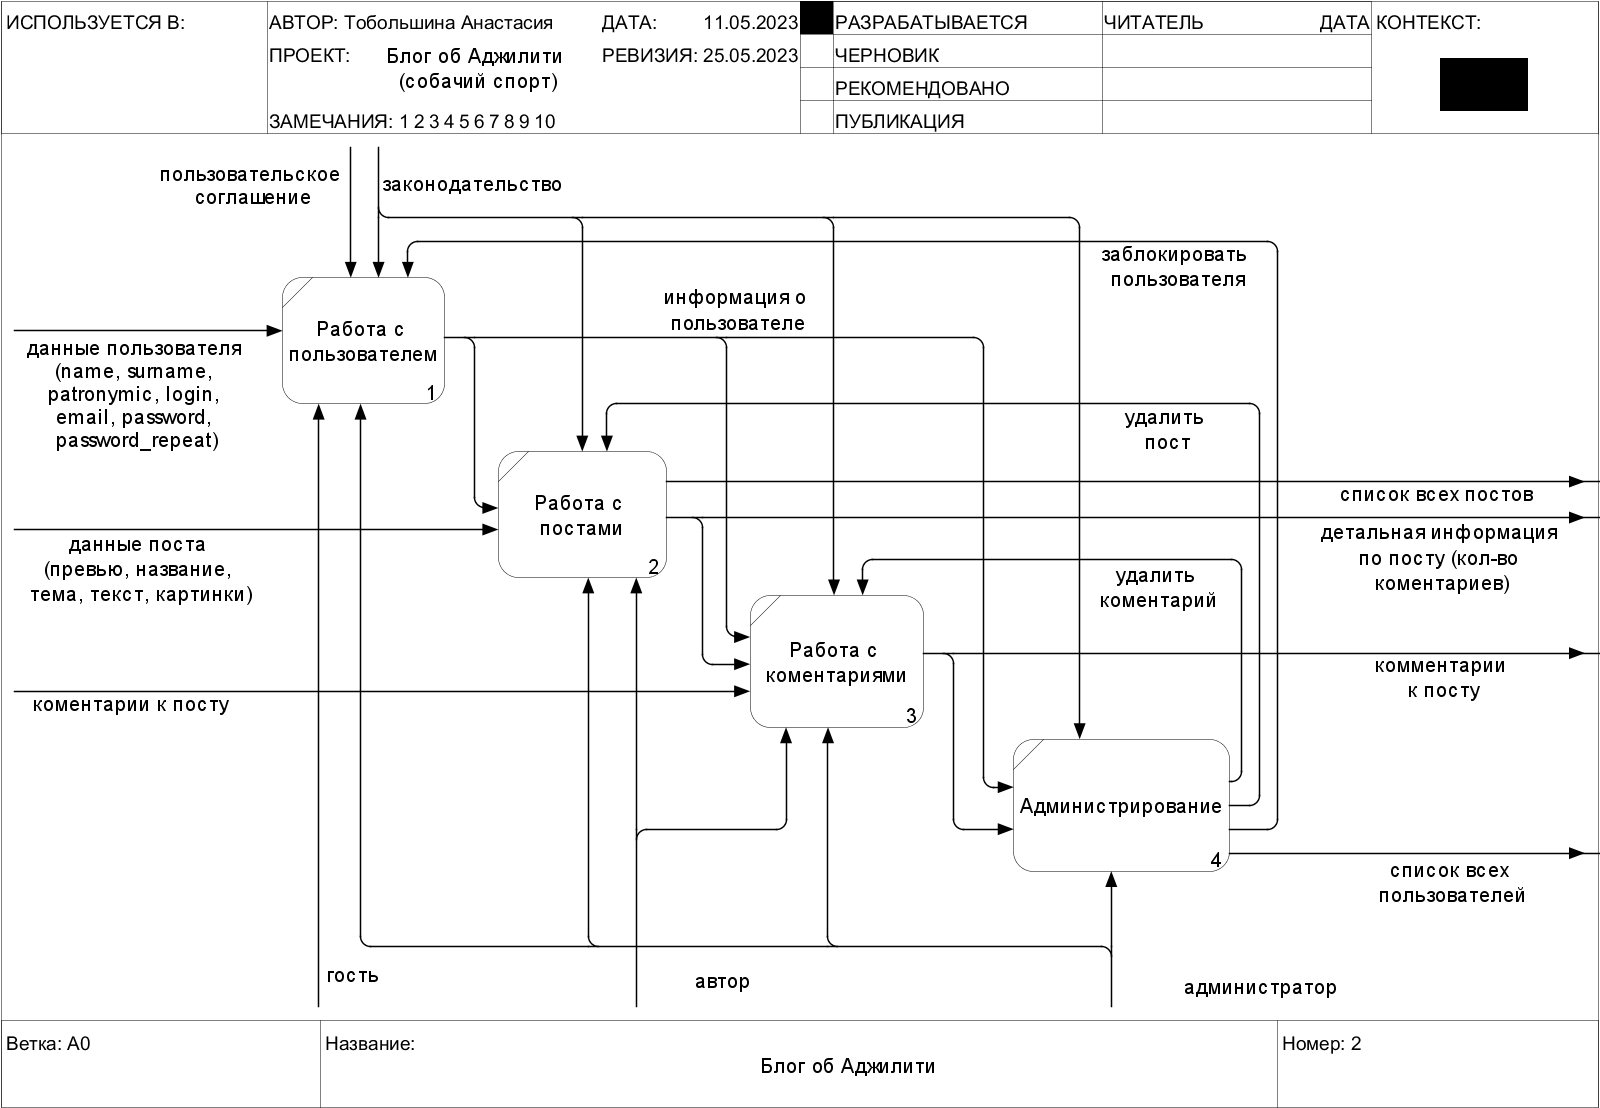 ИСПОЛЬЗУЕТСЯ В:
АВТОР: Тобольшина Анастасия
ДАТА: 11.05.2023
ПРОЕКТ: Блог об Аджилити
(собачий спорт)
РЕВИЗИЯ: 25.05.2023
ЗАМЕЧАНИЯ: 1 2 3 4 5 6 7 8 9 10
РАЗРАБАТЫВАЕТСЯ
ЧЕРНОВИК
РЕКОМЕНДОВАНО
ПУБЛИКАЦИЯ
ЧИТАТЕЛЬ
ДАТА
КОНТЕКСТ:
пользовательское
соглашение
законодательство
заблокировать
пользователя
информация о
пользователе
Работа с
пользователем
1
данные пользователя
(name, surname,
patronymic, login,
email, password,
password_repeat)
удалить
пост
Работа с
постами
2
список всех постов
детальная информация
по посту (кол-во
коментариев)
данные поста
(превью, название,
тема, текст, картинки)
удалить
коментарий
Работа с
коментариями
3
комментарии
к посту
коментарии к посту
Администрирование
4
список всех
пользователей
гость
автор
администратор
Ветка: A0
Название:
Блог об Аджилити
Номер: 2